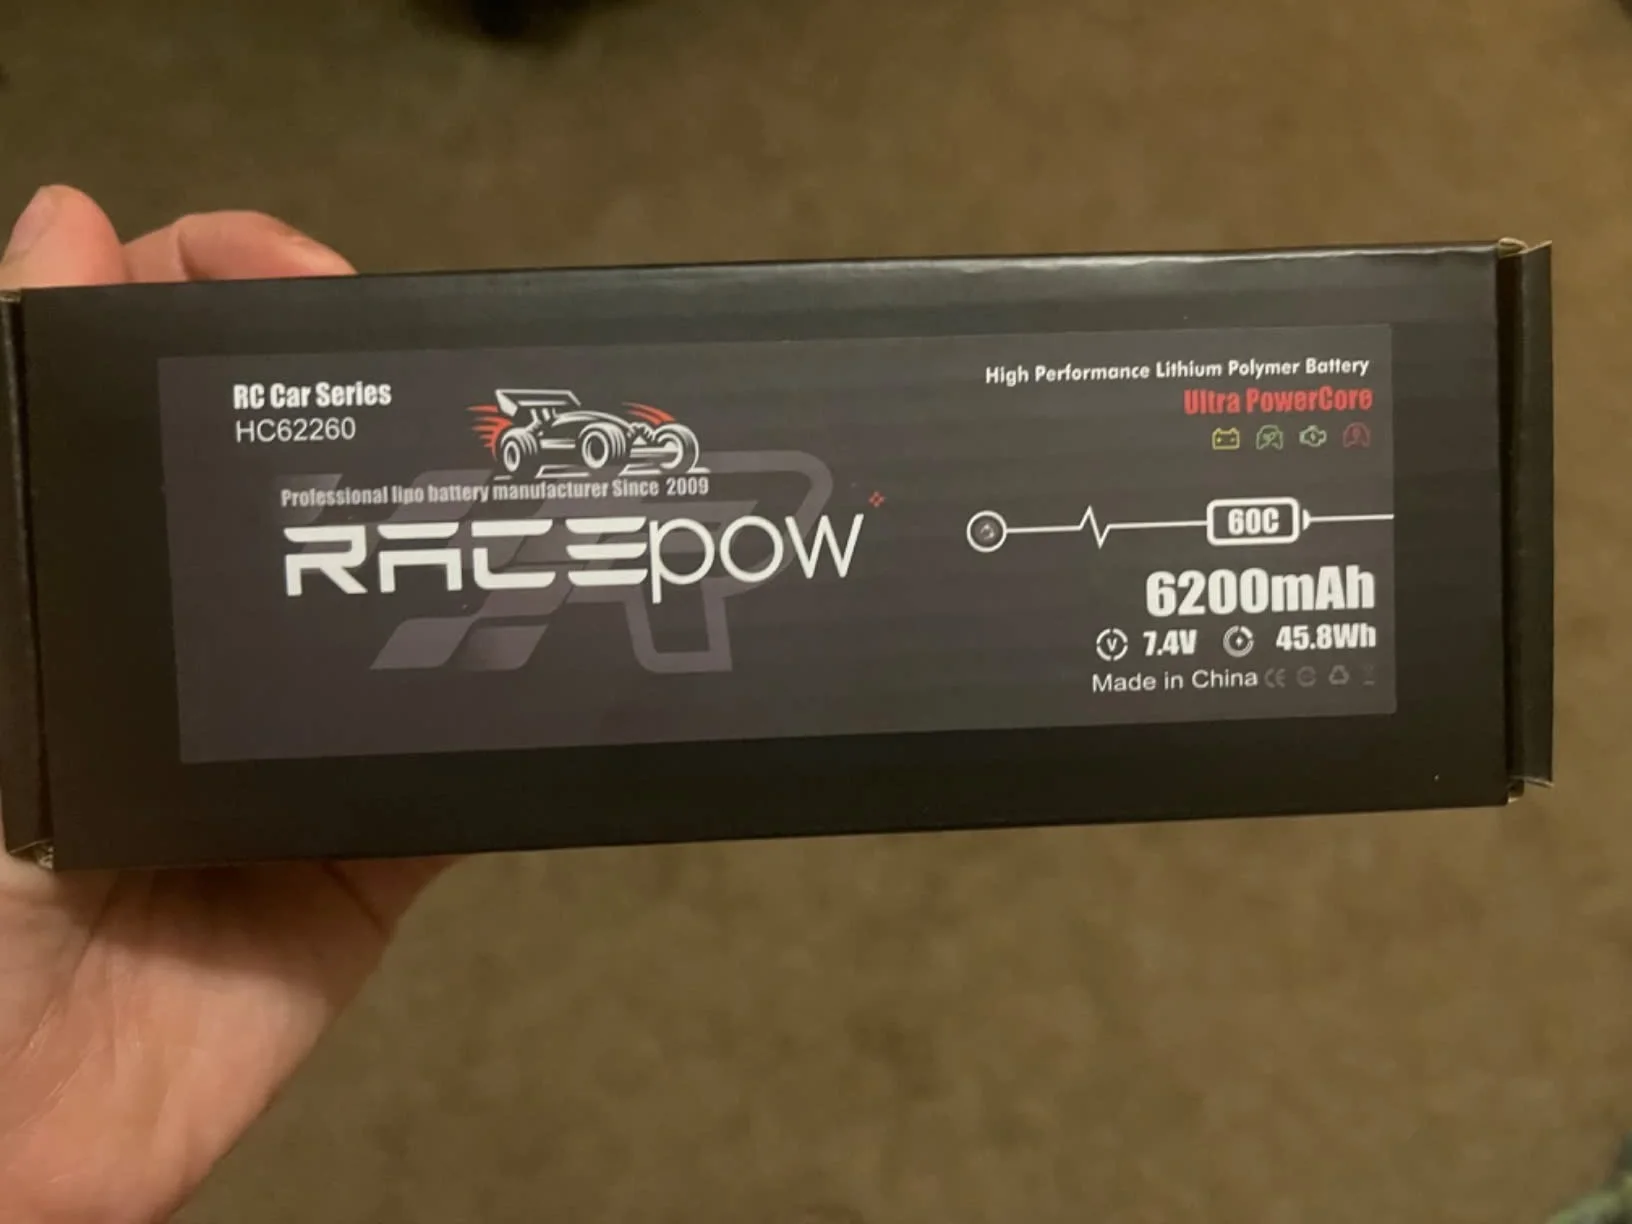 RC Car Series
HC62260
Professional lipo battery manufacturer Since 2009
RACEpow
High Performance Lithium Polymer Battery
Ultra PowerCore
60C
6200mAh
V 7.4V 45.8Wh
Made in China CE